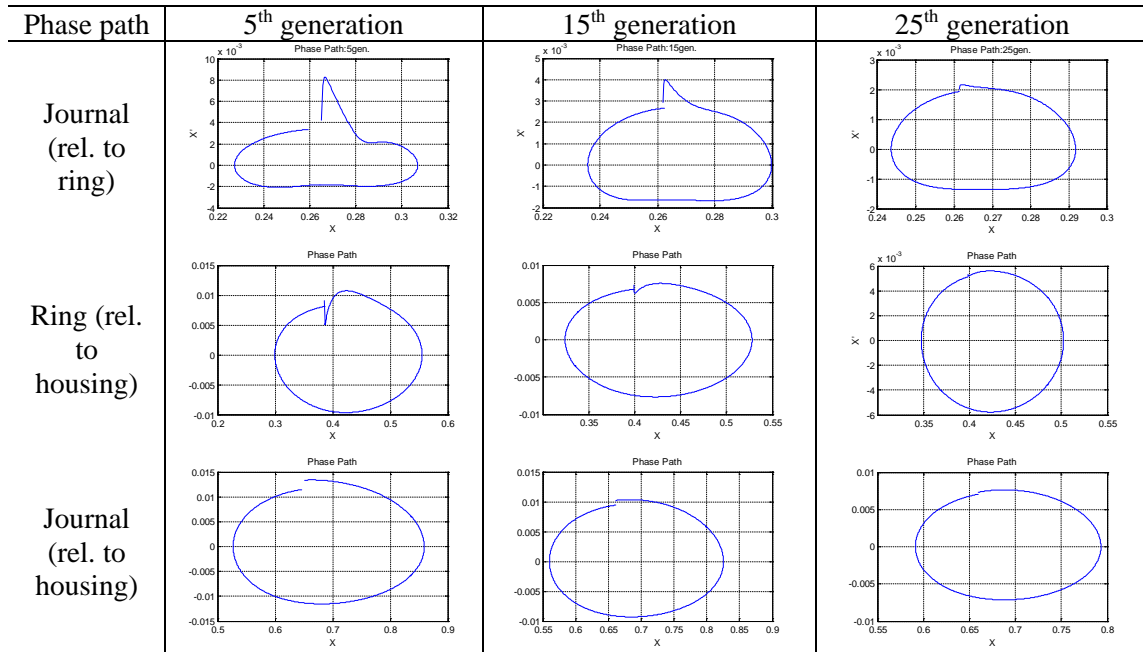 Phase path 5th generation 15th generation 25th generation
Journal
(rel. to
ring)
Phase Path:5gen.
x 10-3
10
8
6
4
2
0
-2
-4
X'
0.22 0.24 0.26 0.28 0.3 0.32
X
Phase Path:15gen.
x 10-3
5
4
3
2
1
0
-1
-2
X'
0.22 0.24 0.26 0.28 0.3
X
Phase Path:25gen.
x 10-3
3
2
1
0
-1
-2
X'
0.24 0.25 0.26 0.27 0.28 0.29 0.3
X
Ring (rel.
to
housing)
Phase Path
0.015
0.01
0.005
0
-0.005
-0.01
0.2 0.3 0.4 0.5 0.6
X
Phase Path
0.015
0.01
0.005
0
-0.005
-0.01
0.35 0.4 0.45 0.5 0.55
X
Phase Path
x 10-3
6
4
2
0
-2
-4
-6
X'
0.35 0.4 0.45 0.5 0.55
X
Journal
(rel. to
housing)
Phase Path
0.015
0.01
0.005
0
-0.005
-0.01
-0.015
0.5 0.6 0.7 0.8 0.9
X
Phase Path
0.015
0.01
0.005
0
-0.005
-0.01
0.55 0.6 0.65 0.7 0.75 0.8 0.85 0.9
X
Phase Path
0.015
0.01
0.005
0
-0.005
-0.01
0.55 0.6 0.65 0.7 0.75 0.8
X